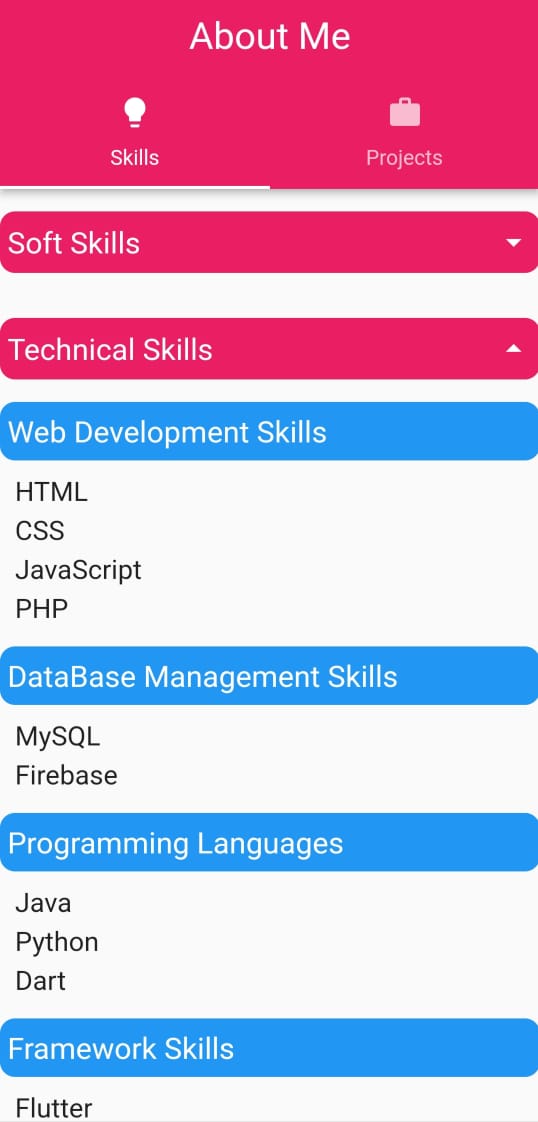 About Me
Skills
Projects
Soft Skills
Technical Skills
Web Development Skills
HTML
CSS
JavaScript
PHP
DataBase Management Skills
MySQL
Firebase
Programming Languages
Java
Python
Dart
Framework Skills
Flutter